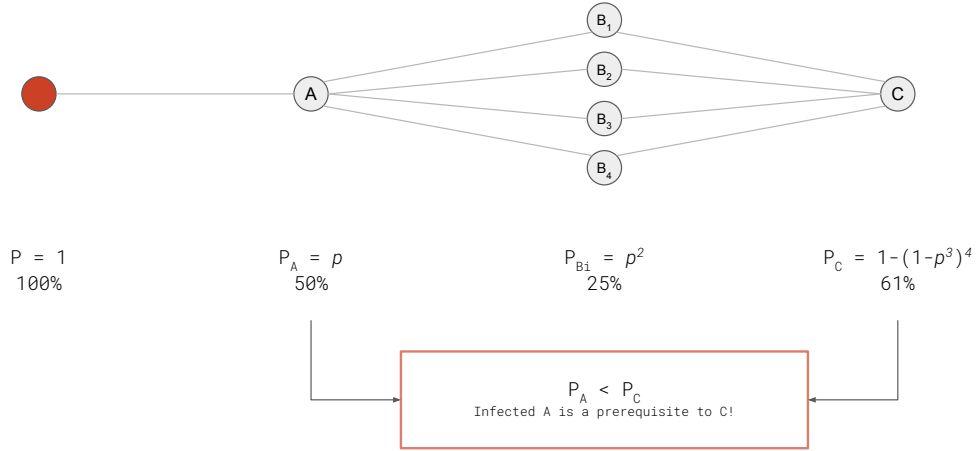 B1
B2
A
C
B3
B4
P = 1
100%
PA = p
50%
PBi = p²
25%
PC = 1-(1-p³)⁴
61%
PA < PC
Infected A is a prerequisite to C!